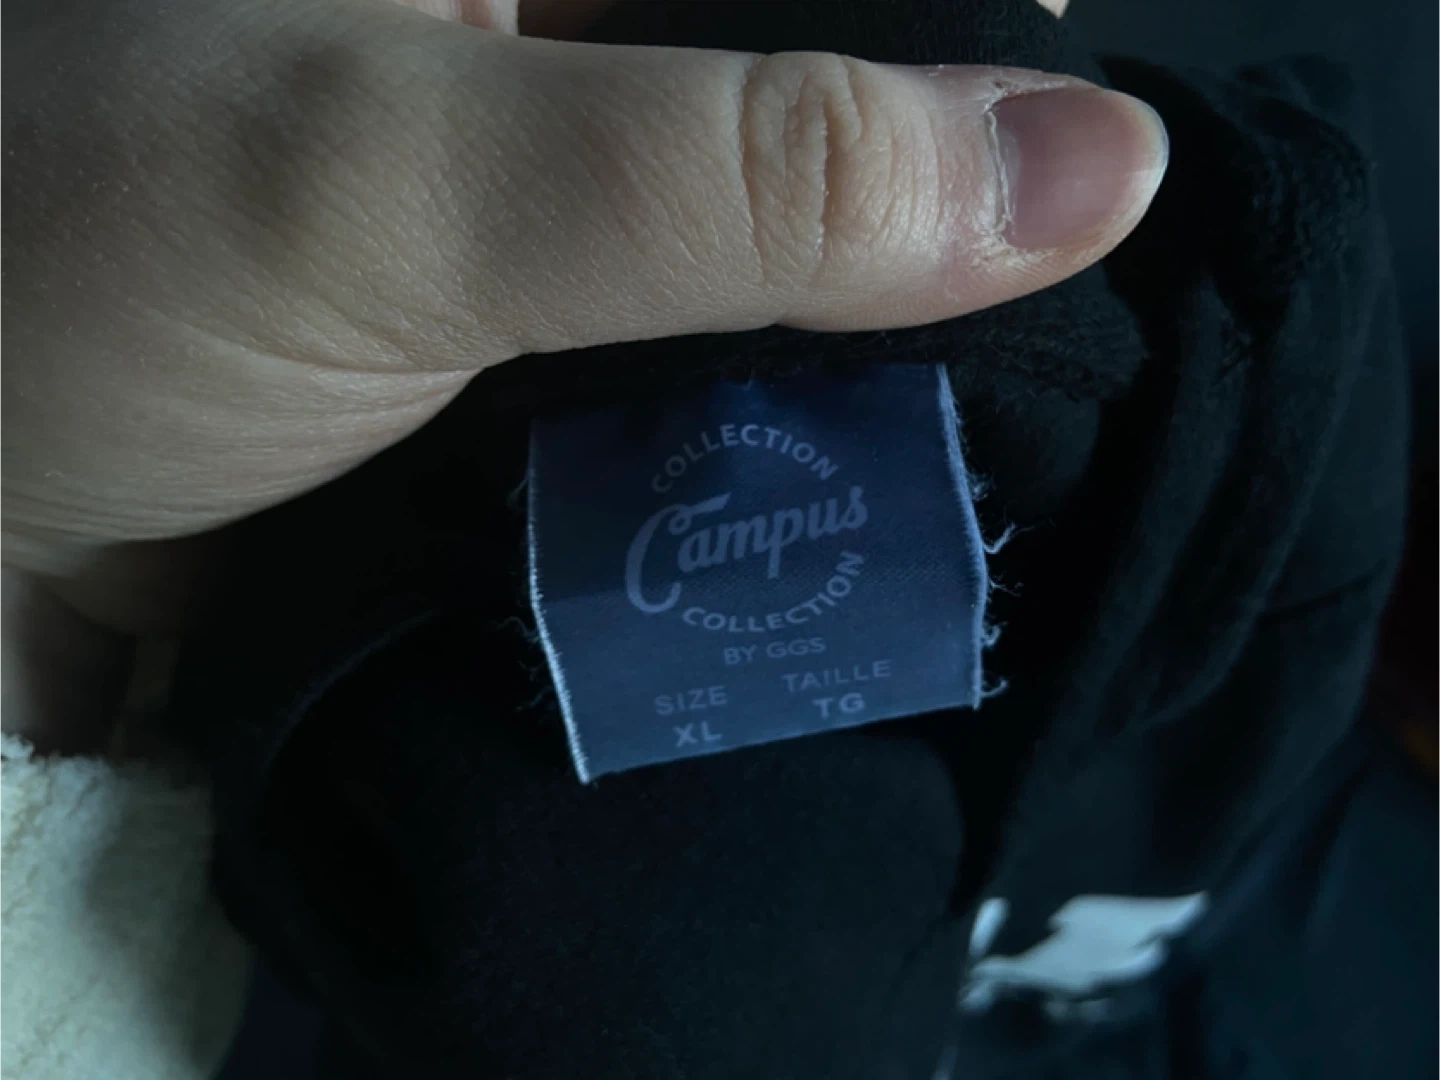 COLLECTION
Campus
COLLECTION
BY GGS
SIZE TAILLE
XL TG